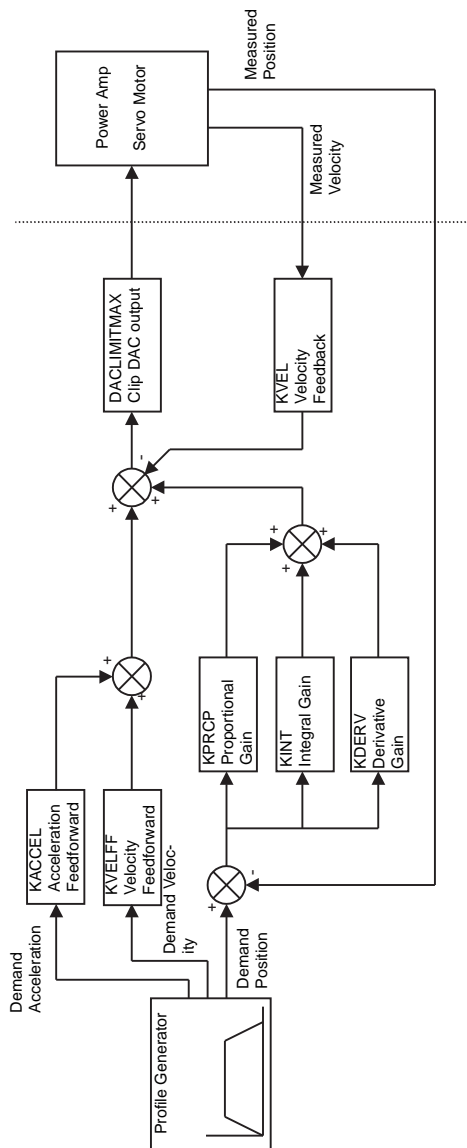 Profile Generator
Demand
Acceleration
Demand Veloc-
ity
Demand
Position
KACCEL
Acceleration
Feedforward
KVELFF
Velocity
Feedforward
+
-
KPRCP
Proportional
Gain
KINT
Integral Gain
KDERV
Derivative
Gain
+
+
+
+
+
+
+
-
DACLIMITMAX
Clip DAC output
KVEL
Velocity
Feedback
Power Amp
Servo Motor
Measured
Velocity
Measured
Position